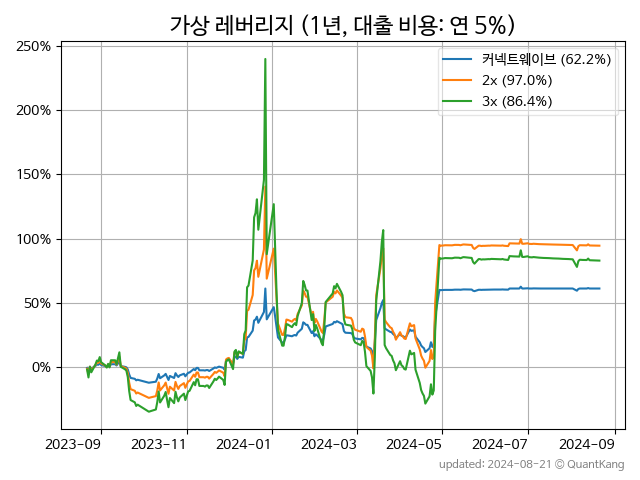 가상 레버리지 (1년, 대출 비용: 연 5%)
커넥트웨이브 (62.2%)
2x (97.0%)
3x (86.4%)
250%
200%
150%
100%
50%
0%
2023-09 2023-11 2024-01 2024-03 2024-05 2024-07 2024-09
updated: 2024-08-21 © QuantKang